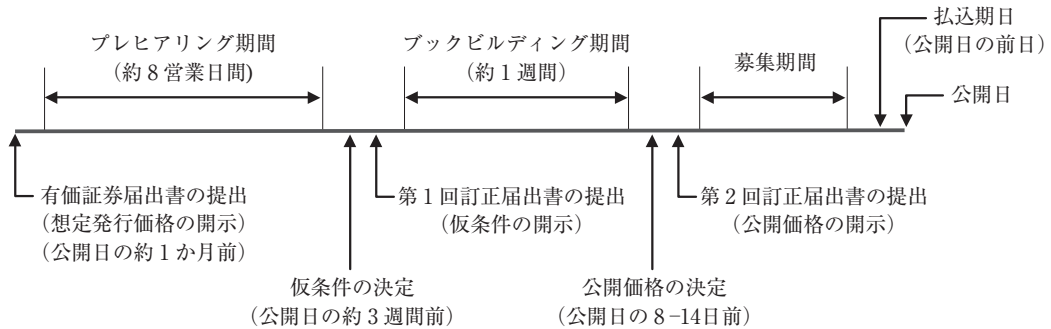 プレヒアリング期間
(約8営業日間)
ブックビルディング期間
(約1週間)
募集期間
払込期日
(公開日の前日)
公開日
有価証券届出書の提出
(想定発行価格の開示)
(公開日の約1か月前)
第1回訂正届出書の提出
(仮条件の開示)
第2回訂正届出書の提出
(公開価格の開示)
仮条件の決定
(公開日の約3週間前)
公開価格の決定
(公開日の8–14日前)